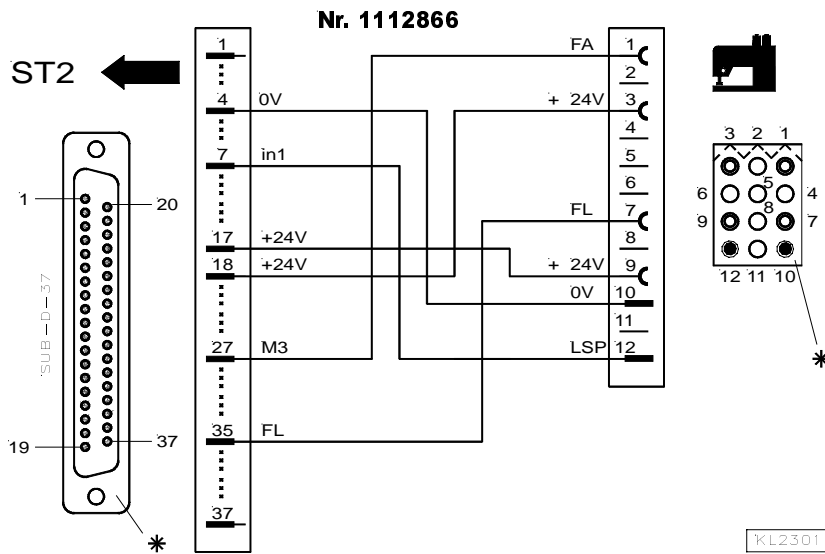 Nr. 1112866
ST2
1
4 0V
7 in1
17 +24V
18 +24V
27 M3
35 FL
37
FA 1
2
+ 24V 3
4
5
6
FL 7
8
+ 24V 9
0V 10
11
LSP 12
1 20
SUB-D-37
19 37
*
3 2 1
6 5 4
9 8 7
12 11 10
*
KL2301